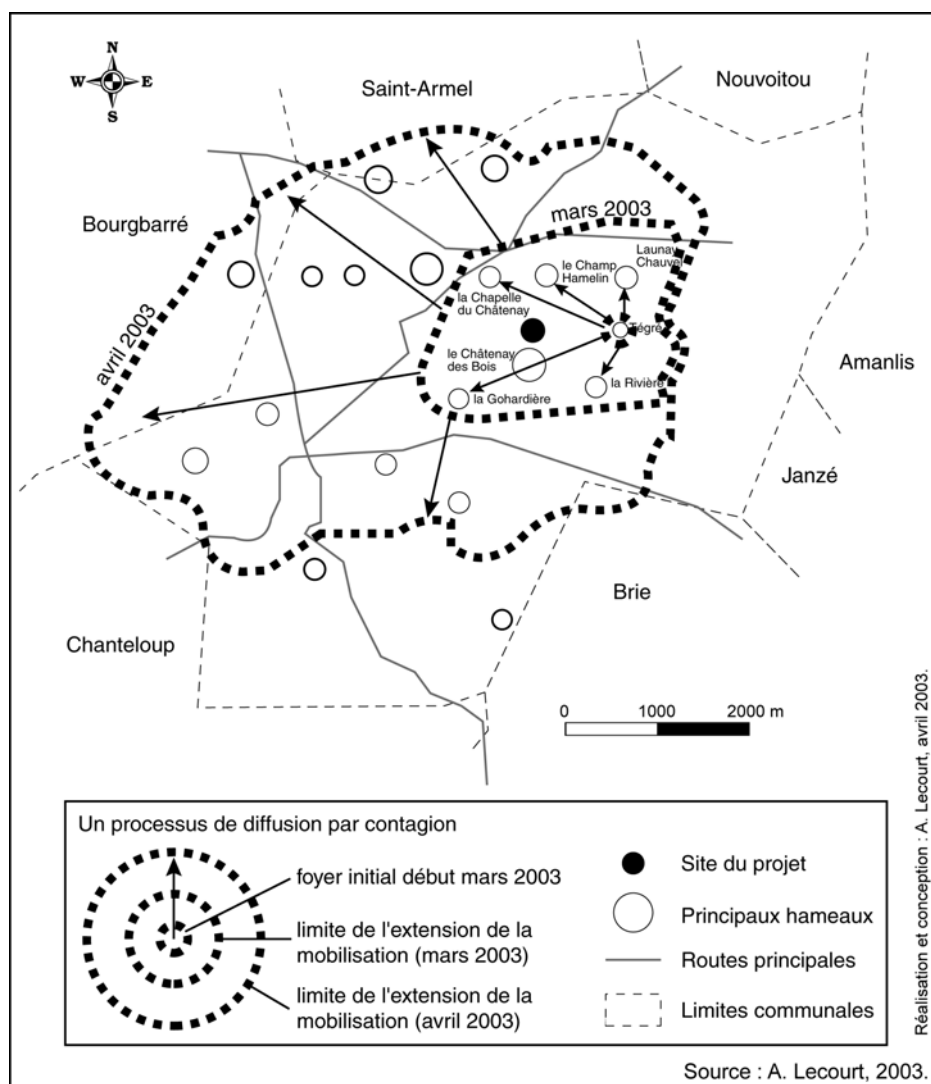 N
W E
S
Saint-Armel
Nouvoitou
Bourgbarré
mars 2003
Launay
Chauvel
le Champ
Hamelin
la Chapelle
du Châtenay
Tégré
avril 2003
le Châtenay
des Bois
la Rivière
la Gohardière
Amanlis
Janzé
Brie
Chanteloup
0 1000 2000 m
Un processus de diffusion par contagion
foyer initial début mars 2003
limite de l'extension de la
mobilisation (mars 2003)
limite de l'extension de la
mobilisation (avril 2003)
Site du projet
Principaux hameaux
Routes principales
Limites communales
Réalisation et conception : A. Lecourt, avril 2003.
Source : A. Lecourt, 2003.